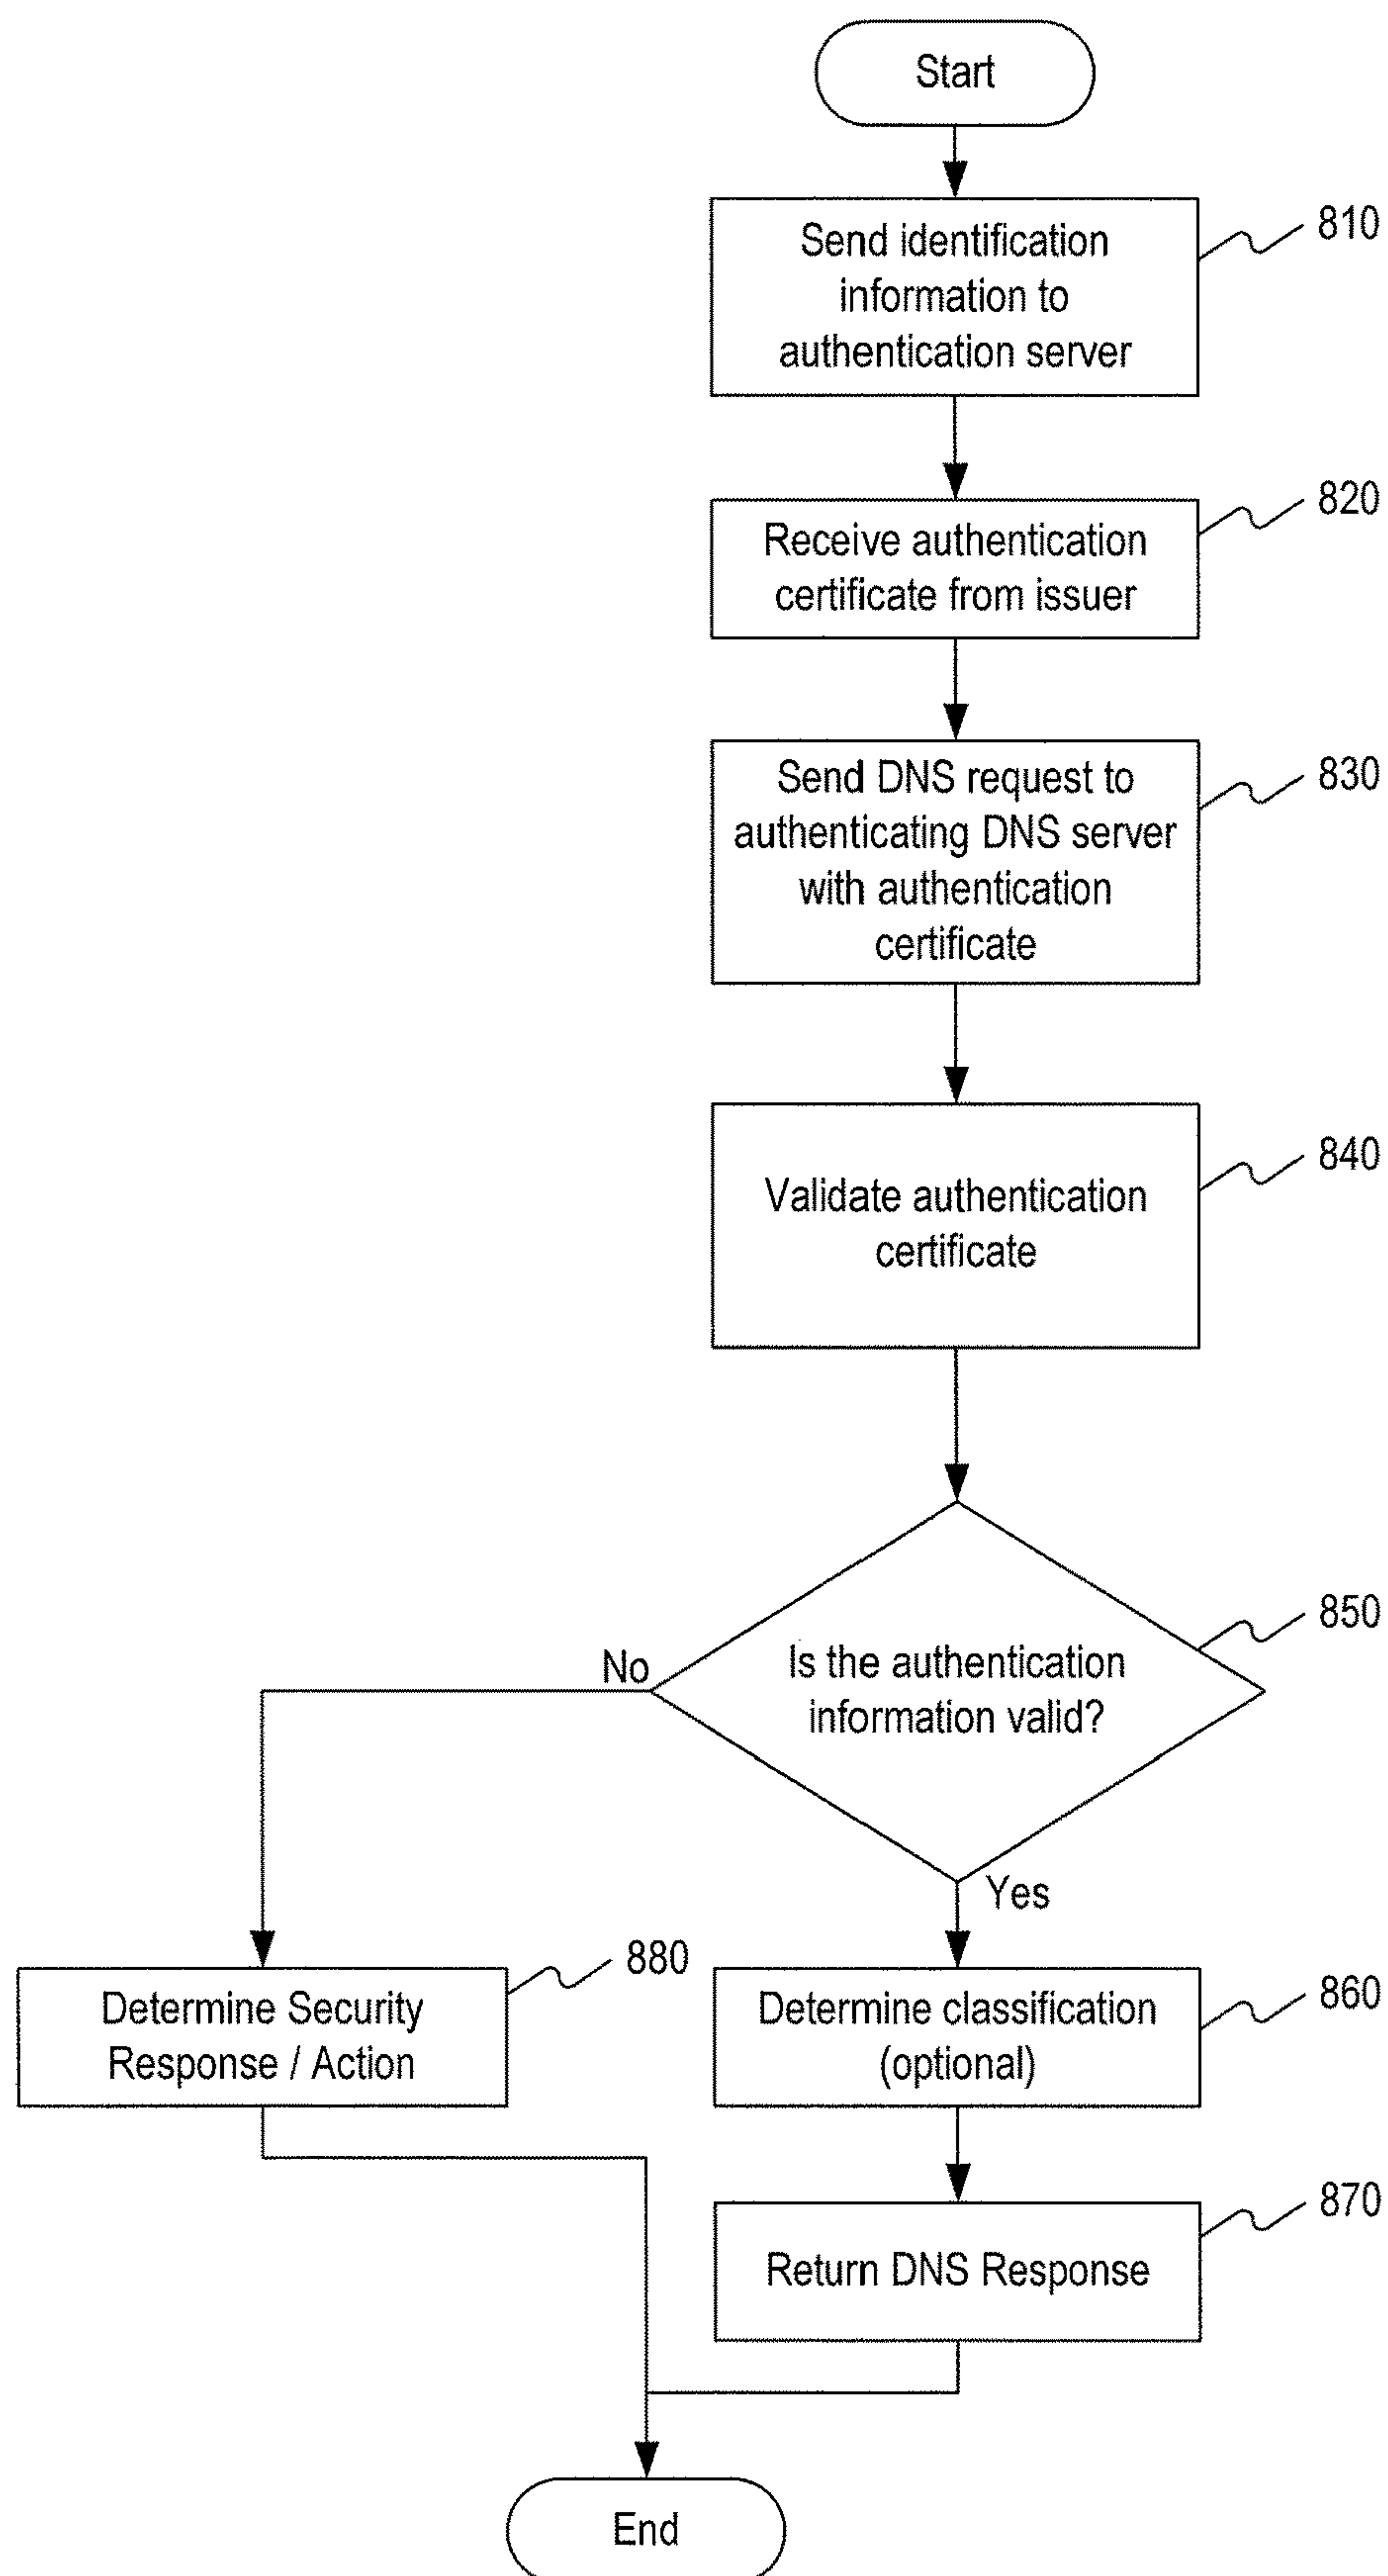 Start
Send identification
information to
authentication server
810
Receive authentication
certificate from issuer
820
Send DNS request to
authenticating DNS server
with authentication
certificate
830
Validate authentication
certificate
840
Is the authentication
information valid?
850
No
Yes
Determine Security
Response / Action
880
Determine classification
(optional)
860
Return DNS Response
870
End